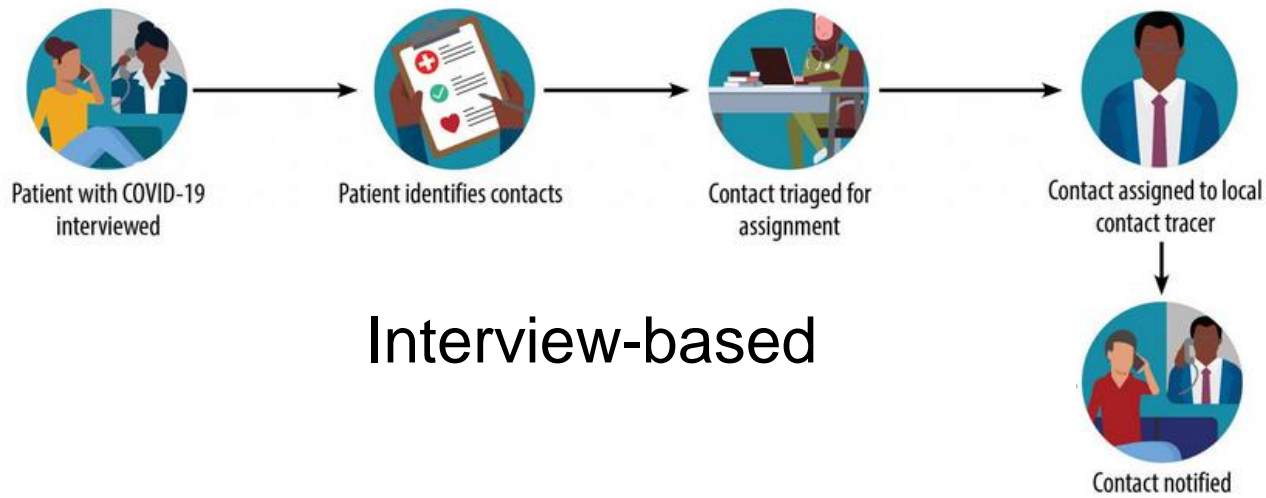 Patient with COVID-19
interviewed
Patient identifies contacts
Contact triaged for
assignment
Contact assigned to local
contact tracer
Interview-based
Contact notified